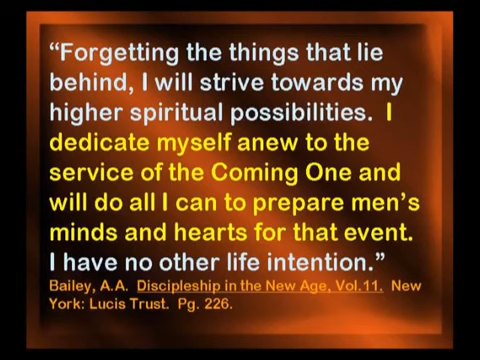 “Forgetting the things that lie
behind, I will strive towards my
higher spiritual possibilities.  I
dedicate myself anew to the
service of the Coming One and
will do all I can to prepare men’s
minds and hearts for that event.
I have no other life intention.”
Bailey, A.A.  Discipleship in the New Age, Vol.11.  New
York: Lucis Trust.  Pg. 226.